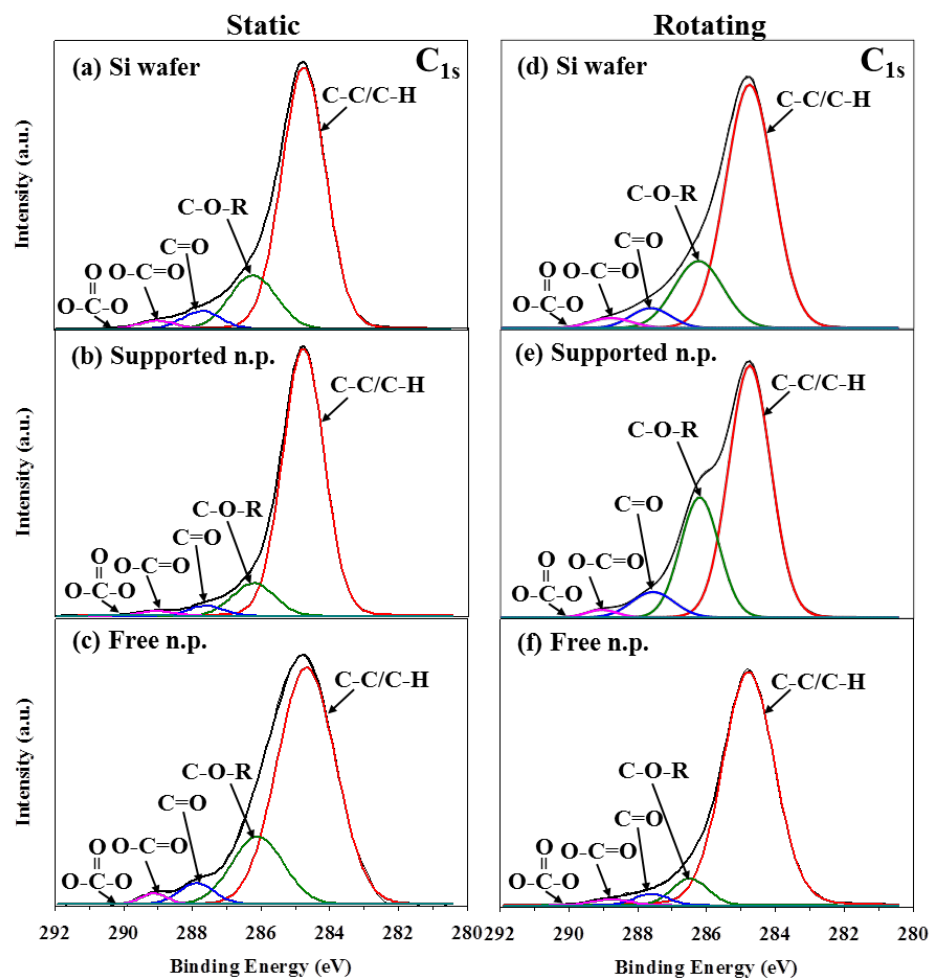 Static
Rotating
(a) Si wafer
C1s
C-C/C-H
C-O-R
C=O
O-C=O
O
O-C-O
Intensity (a.u.)
(d) Si wafer
C1s
C-C/C-H
C-O-R
C=O
O-C=O
O
O-C-O
Intensity (a.u.)
(b) Supported n.p.
C-C/C-H
C-O-R
C=O
O-C=O
O
O-C-O
Intensity (a.u.)
(e) Supported n.p.
C-C/C-H
C-O-R
C=O
O-C=O
O
O-C-O
(c) Free n.p.
C-C/C-H
C-O-R
C=O
O-C=O
O
O-C-O
Intensity (a.u.)
(f) Free n.p.
C-C/C-H
C-O-R
C=O
O-C=O
O
O-C-O
292 290 288 286 284 282 280
Binding Energy (eV)
292 290 288 286 284 282 280
Binding Energy (eV)